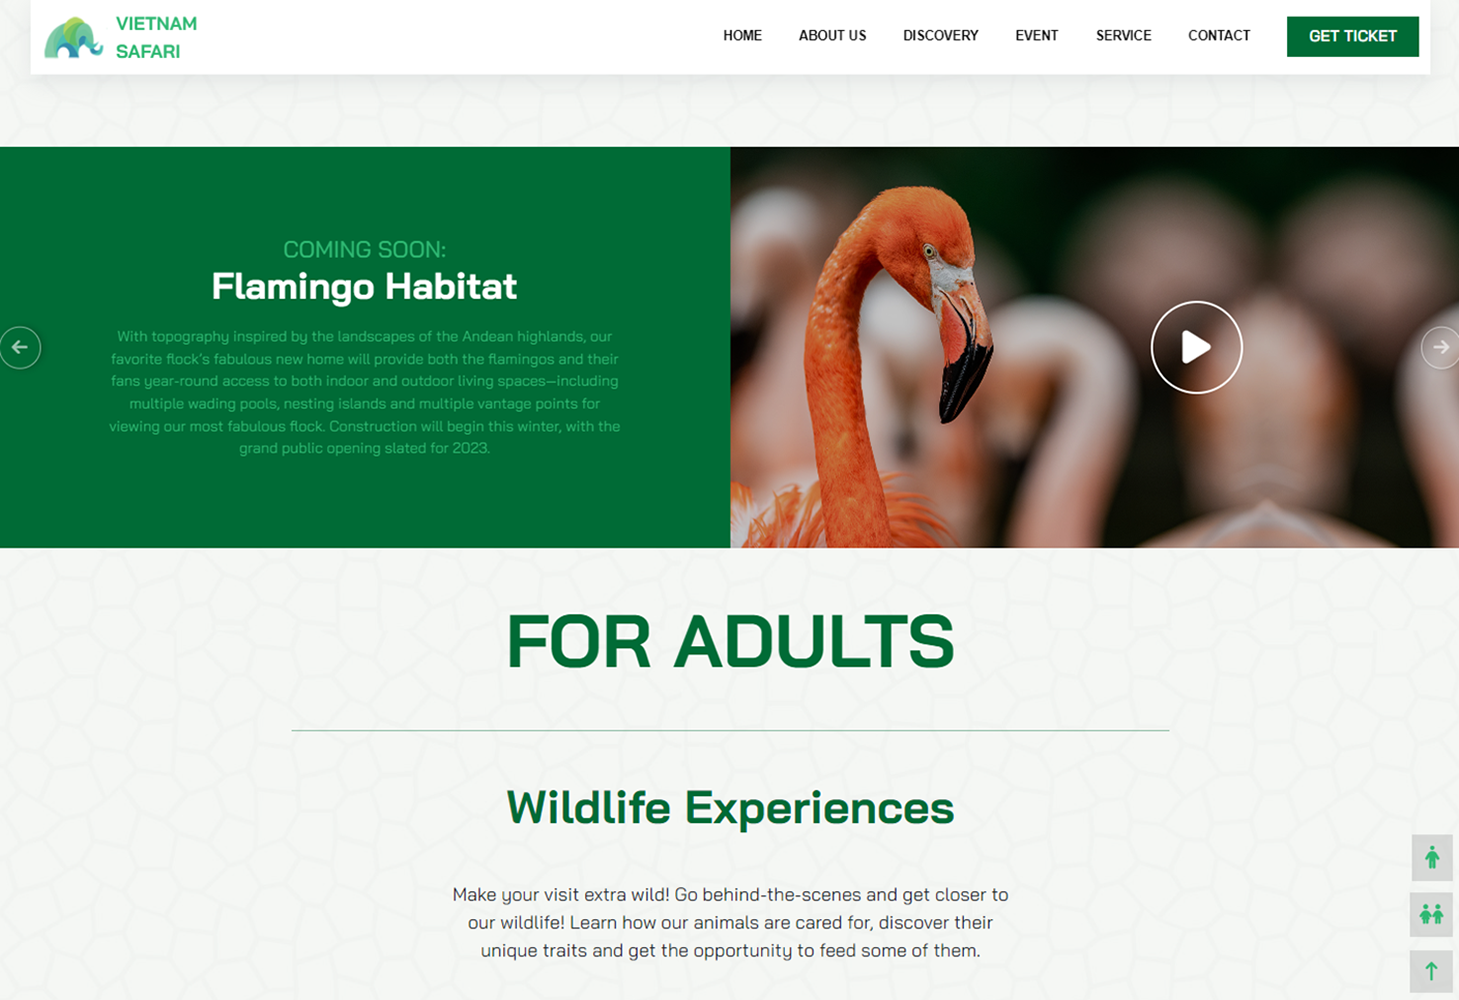 VIETNAM
SAFARI
HOME ABOUT US DISCOVERY EVENT SERVICE CONTACT GET TICKET
COMING SOON:
Flamingo Habitat
With topography inspired by the landscapes of the Andean highlands, our
favorite flock's fabulous new home will provide both the flamingos and their
fans year-round access to both indoor and outdoor living spaces—including
multiple wading pools, nesting islands and multiple vantage points for
viewing our most fabulous flock. Construction will begin this winter, with the
grand public opening slated for 2023.
FOR ADULTS
Wildlife Experiences
Make your visit extra wild! Go behind-the-scenes and get closer to
our wildlife! Learn how our animals are cared for, discover their
unique traits and get the opportunity to feed some of them.